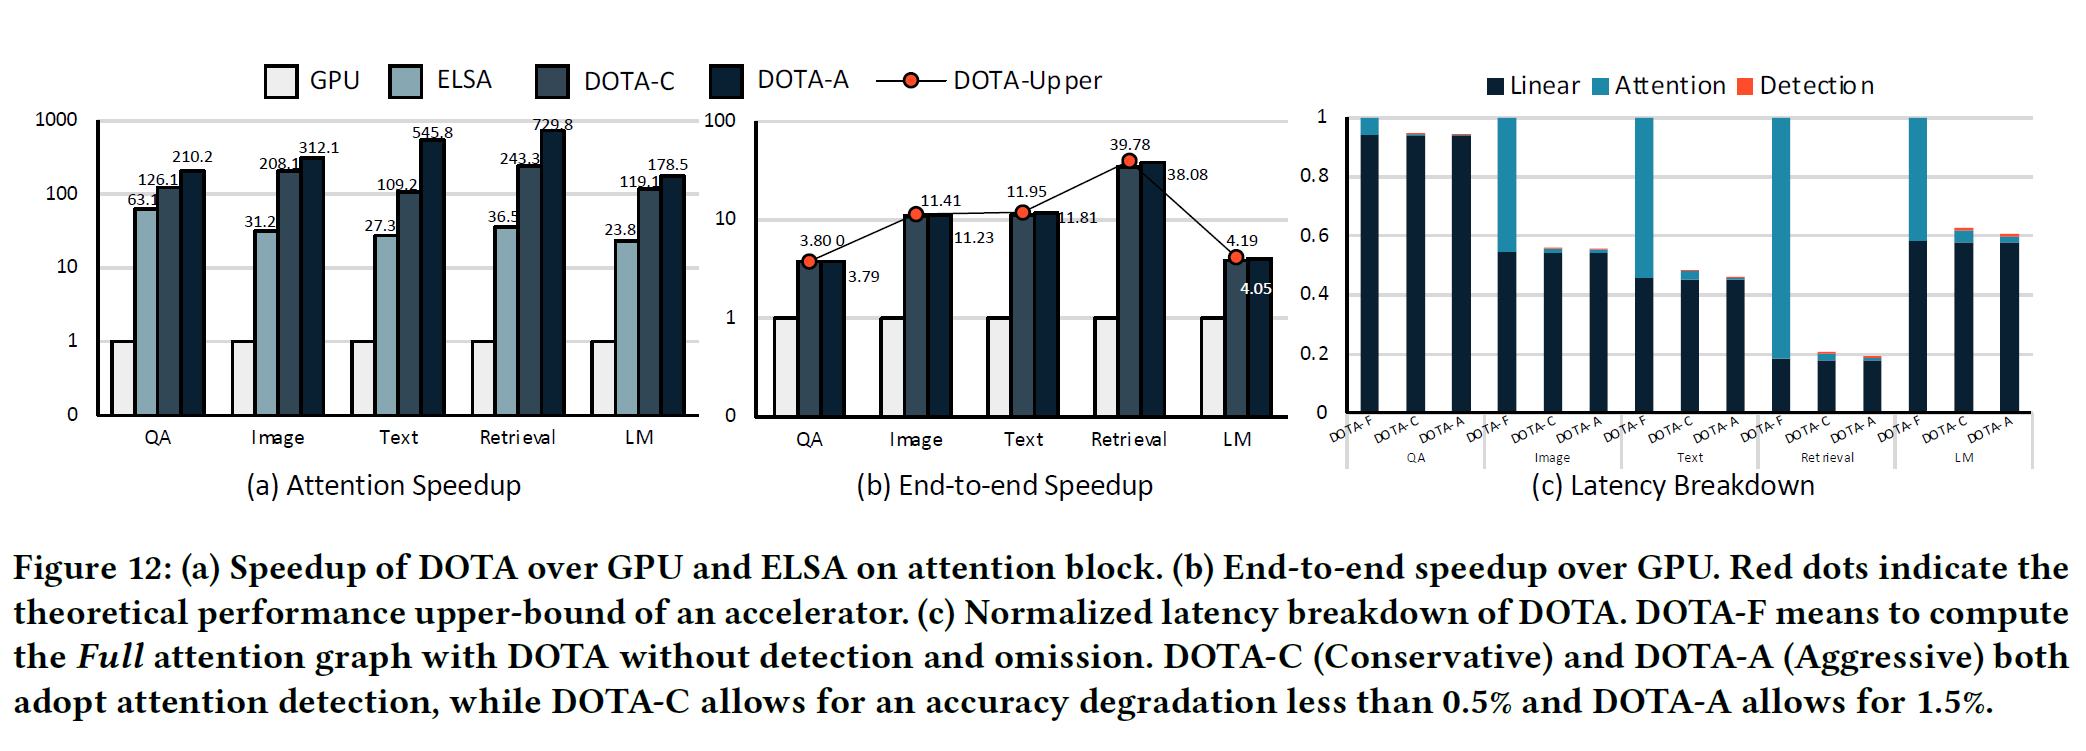 GPU ELSA DOTA-C DOTA-A DOTA-Upper
1000
100
10
1
0
63.1 126.1 210.2
31.2 208.1 312.1
27.3 109.2 545.8
36.5 243.3 729.8
23.8 119.1 178.5
QA Image Text Retrieval LM
(a) Attention Speedup
100
10
1
0
3.80 0 3.79
11.41 11.23
11.95 11.81
39.78 38.08
4.19 4.05
QA Image Text Retrieval LM
(b) End-to-end Speedup
Linear Attention Detection
1
0.8
0.6
0.4
0.2
0
DOTA-F DOTA-C DOTA-A DOTA-F DOTA-C DOTA-A DOTA-F DOTA-C DOTA-A DOTA-F DOTA-C DOTA-A DOTA-F DOTA-C DOTA-A
QA Image Text Retrieval LM
(c) Latency Breakdown
Figure 12: (a) Speedup of DOTA over GPU and ELSA on attention block. (b) End-to-end speedup over GPU. Red dots indicate the
theoretical performance upper-bound of an accelerator. (c) Normalized latency breakdown of DOTA. DOTA-F means to compute
the Full attention graph with DOTA without detection and omission. DOTA-C (Conservative) and DOTA-A (Aggressive) both
adopt attention detection, while DOTA-C allows for an accuracy degradation less than 0.5% and DOTA-A allows for 1.5%.